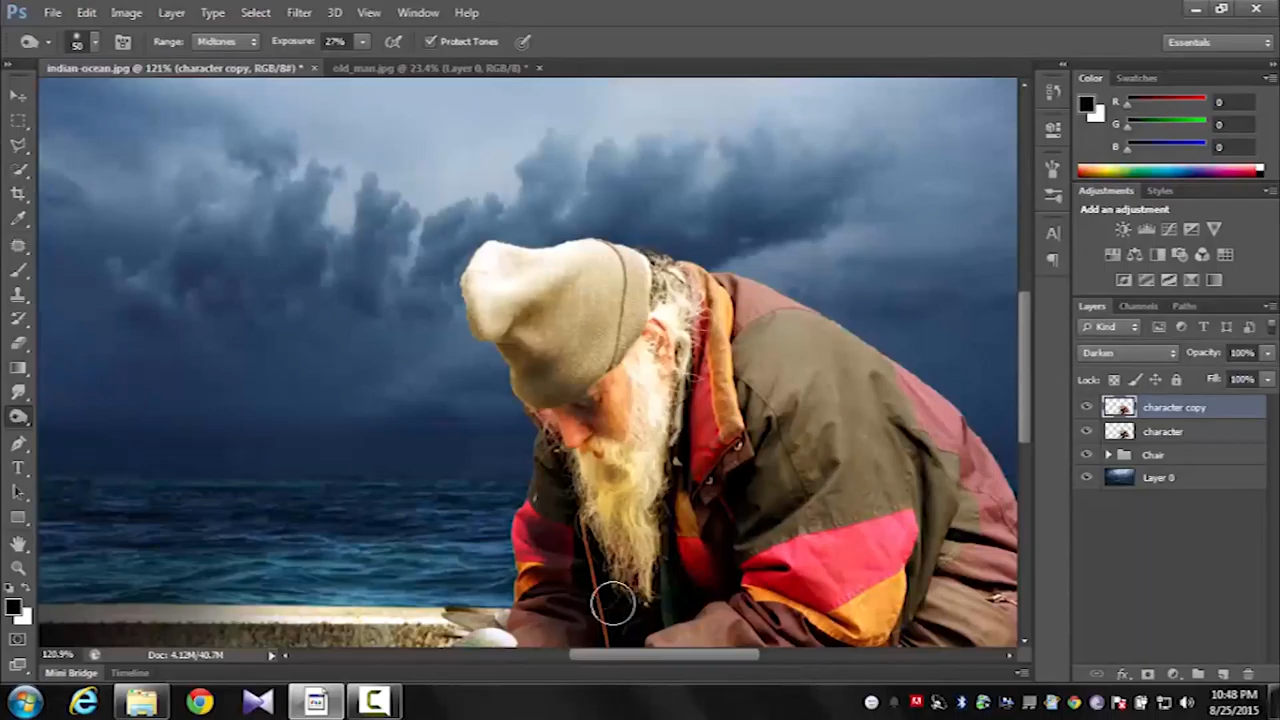 Ps File Edit Image Layer Type Select Filter 3D View Window Help
50 Range: Midtones Exposure: 27% Protect Tones Essentials
indian-ocean.jpg @ 121% (character copy, RGB/8#) * × old_man.jpg @ 23.4% (Layer 0, RGB/8) * ×
Color Swatches
R 0
G 0
B 0
Adjustments Styles
Add an adjustment
Layers Channels Paths
Kind
Darken Opacity: 100%
Lock: Fill: 100%
character copy
character
Chair
Layer 0
120.9% Doc: 4.12M/40.7M
Mini Bridge Timeline
10:48 PM
8/25/2015